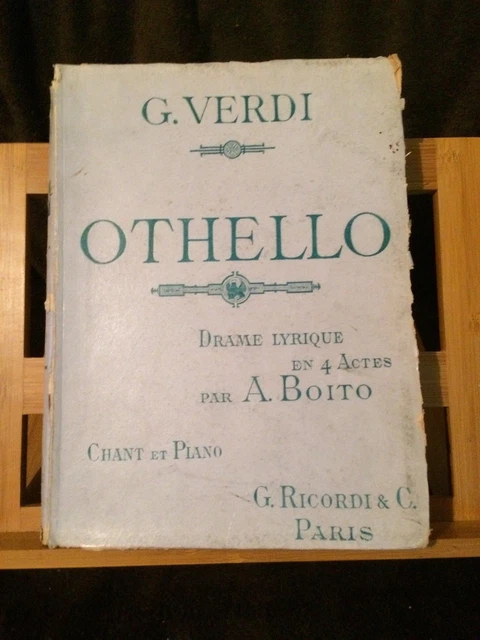 G. VERDI
OTHELLO
DRAME LYRIQUE
EN 4 ACTES
PAR A. BOITO
CHANT ET PIANO
G. RICORDI & C.
PARIS